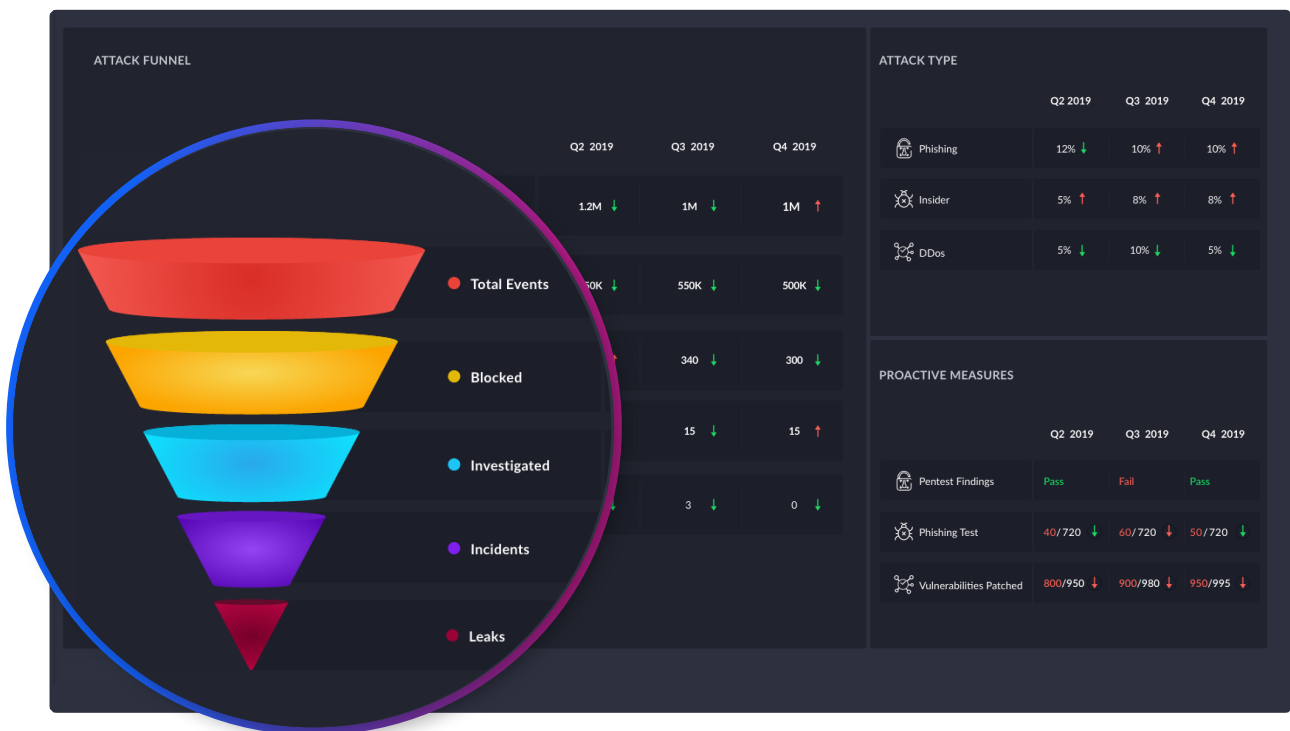 ATTACK FUNNEL
Q2 2019 Q3 2019 Q4 2019
1.2M 1M 1M
Total Events
50K 550K 500K
Blocked
340 300
Investigated
15 15
Incidents
3 0
Leaks
ATTACK TYPE
Q2 2019 Q3 2019 Q4 2019
Phishing 12% 10% 10%
Insider 5% 8% 8%
DDos 5% 10% 5%
PROACTIVE MEASURES
Q2 2019 Q3 2019 Q4 2019
Pentest Findings Pass Fail Pass
Phishing Test 40/720 60/720 50/720
Vulnerabilities Patched 800/950 900/980 950/995